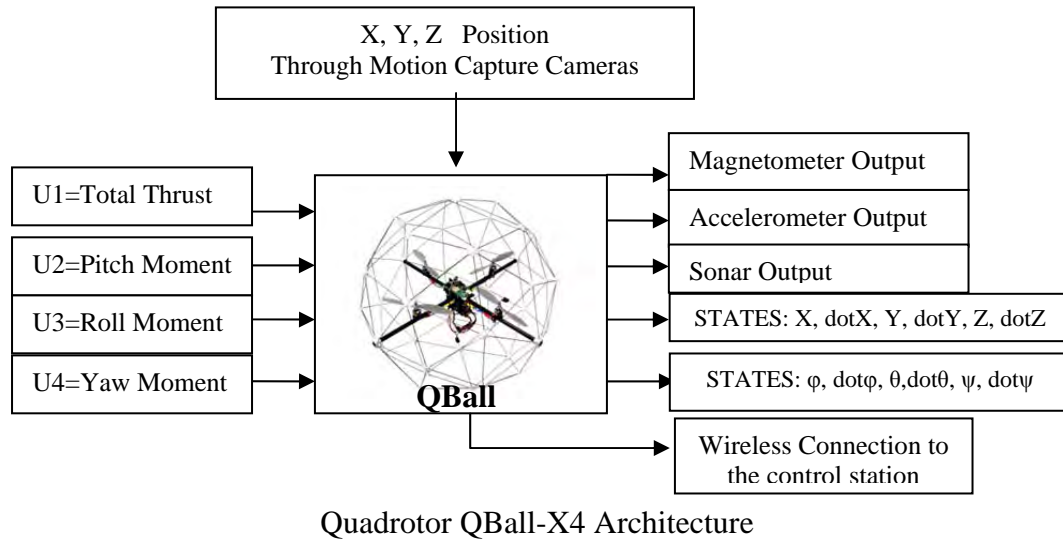 X, Y, Z Position
Through Motion Capture Cameras
U1=Total Thrust
U2=Pitch Moment
U3=Roll Moment
U4=Yaw Moment
QBall
Magnetometer Output
Accelerometer Output
Sonar Output
STATES: X, dotX, Y, dotY, Z, dotZ
STATES: φ, dotφ, θ,dotθ, ψ, dotψ
Wireless Connection to
the control station
Quadrotor QBall-X4 Architecture